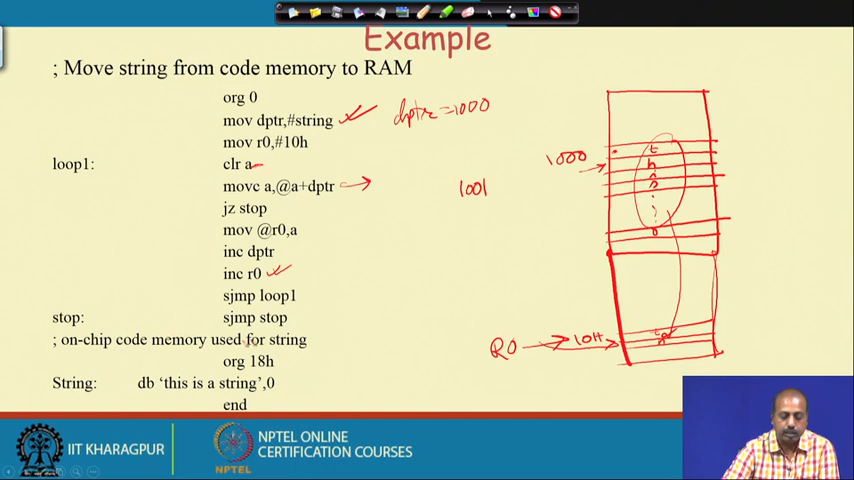 Example
; Move string from code memory to RAM
org 0
mov dptr,#string
mov r0,#10h
loop1: clr a
movc a,@a+dptr
jz stop
mov @r0,a
inc dptr
inc r0
sjmp loop1
stop: sjmp stop
; on-chip code memory used for string
org 18h
String: db ‘this is a string’,0
end
dptr=1000
1001
1000
t
h
i
s
0
R0
10H
t
IIT KHARAGPUR
NPTEL
NPTEL ONLINE
CERTIFICATION COURSES